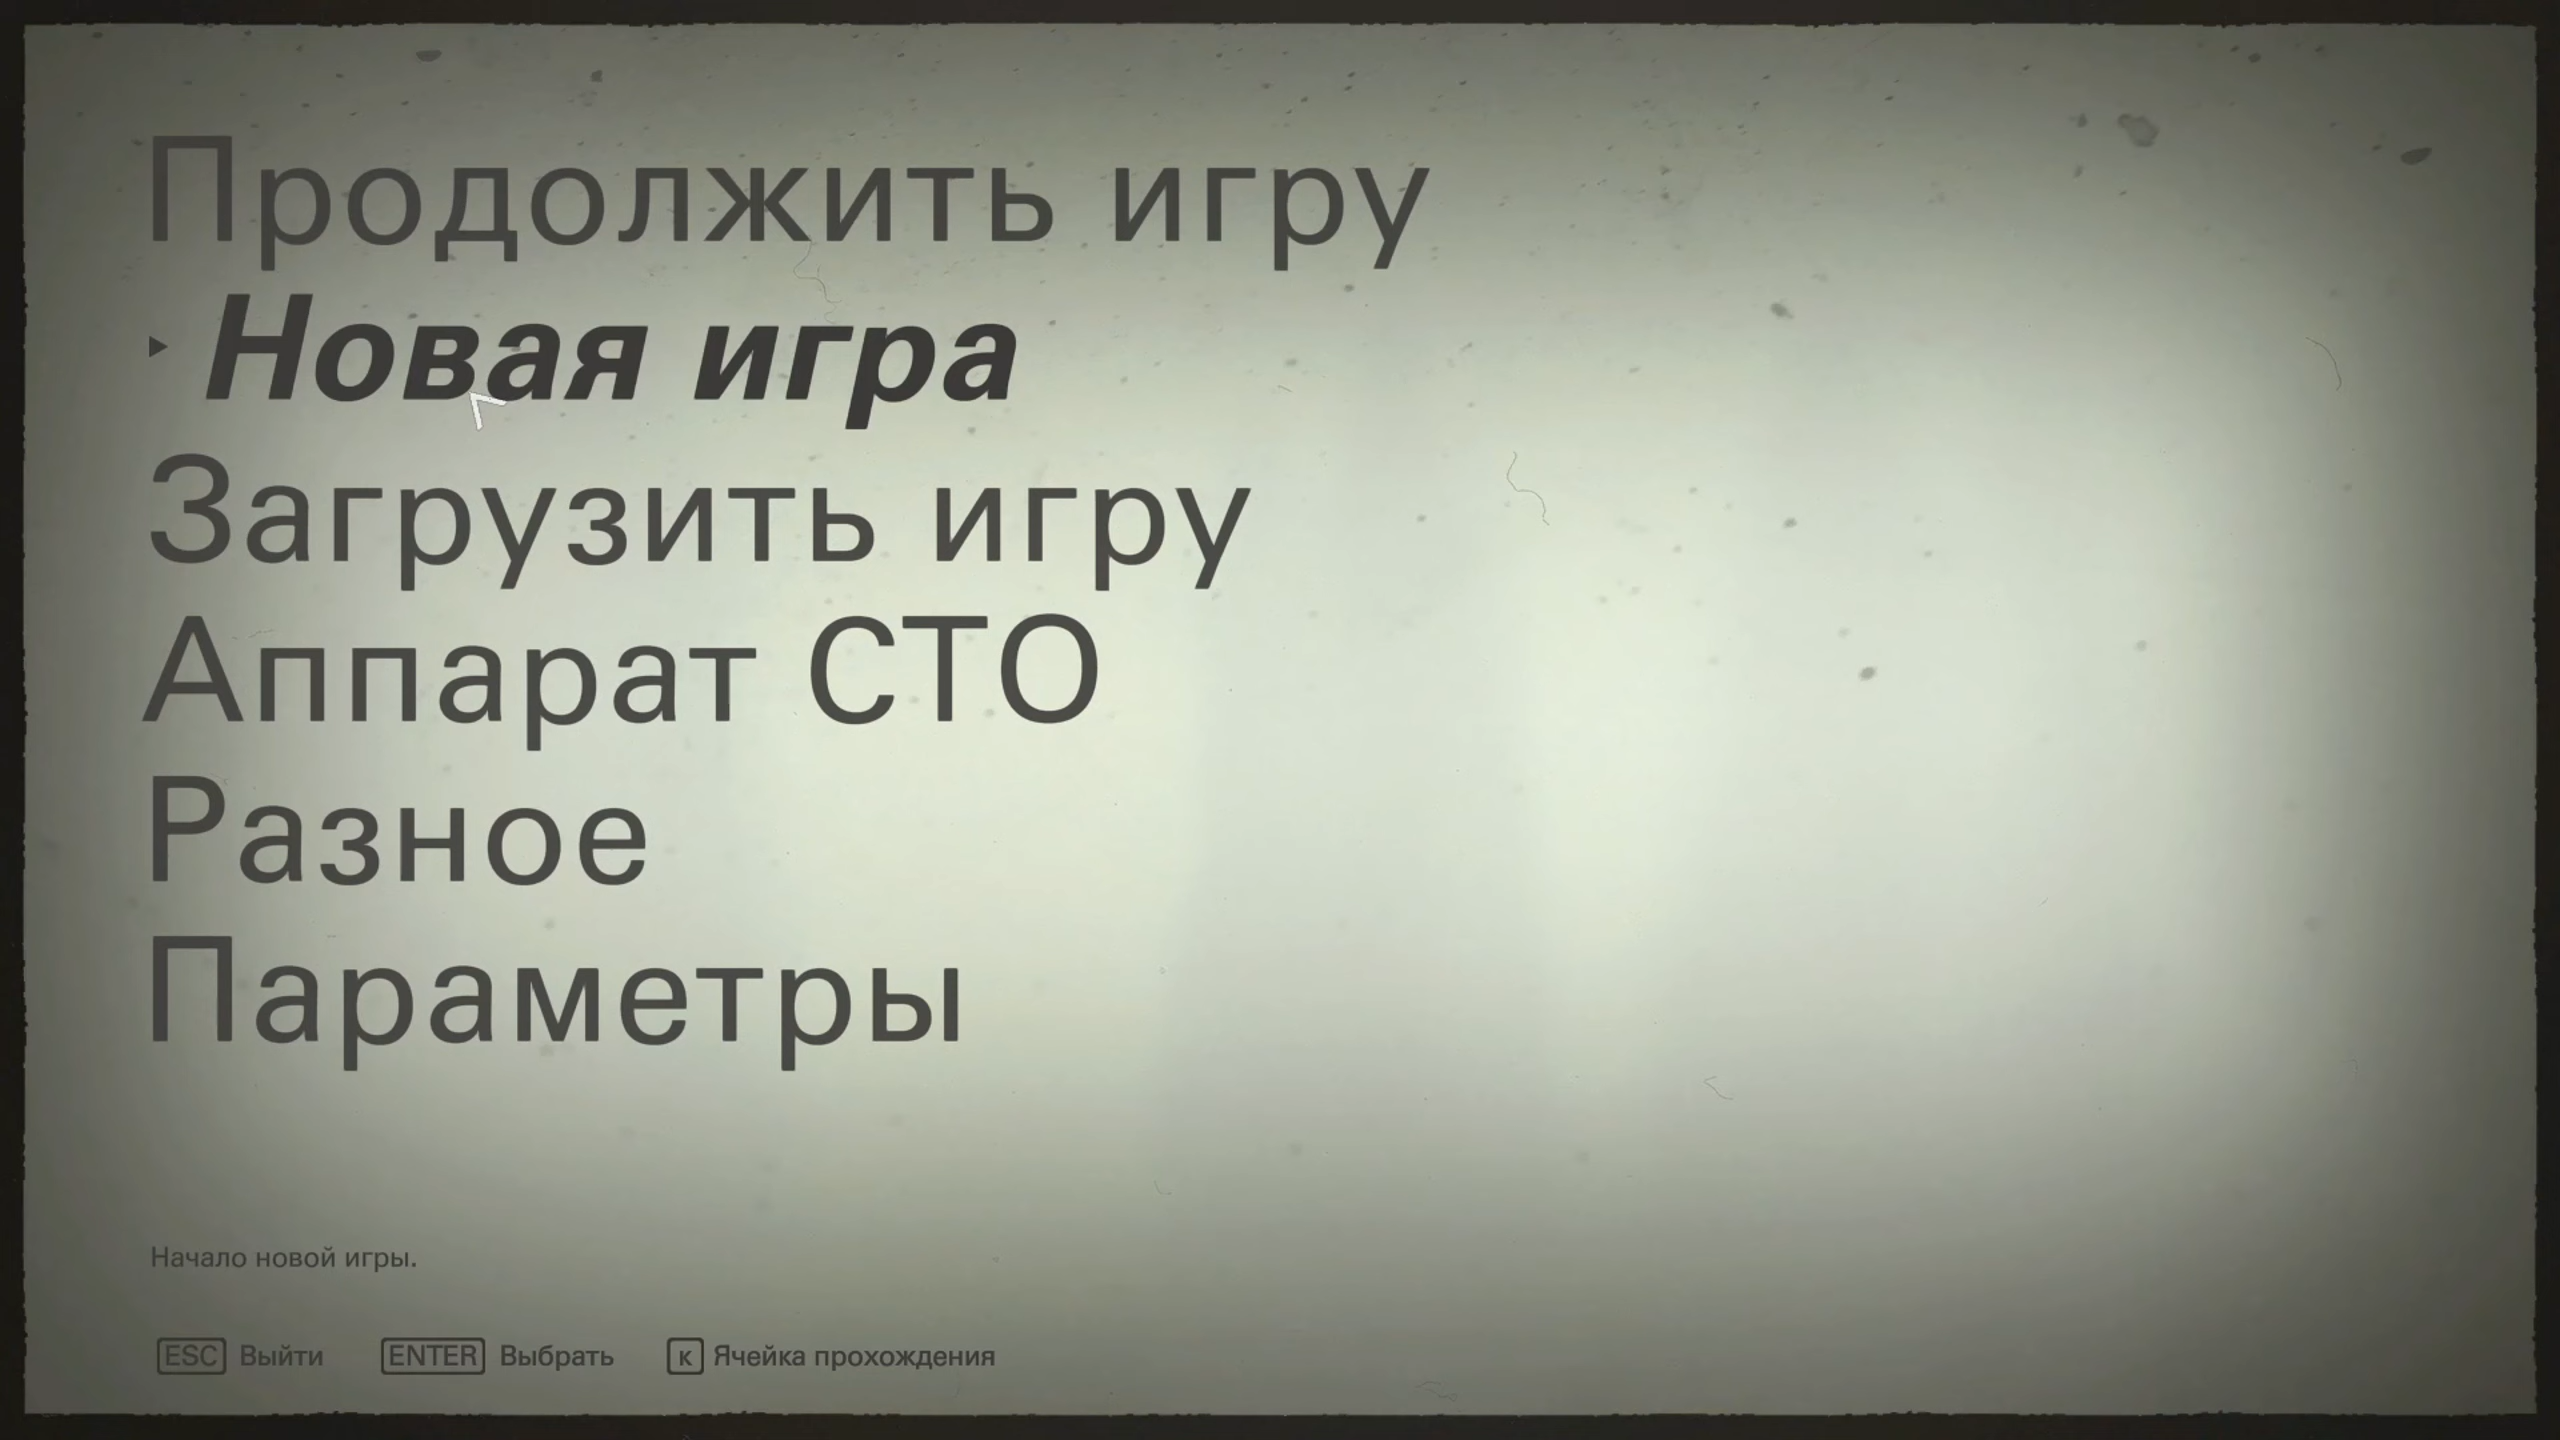 Продолжить игру
Новая игра
Загрузить игру
Аппарат СТО
Разное
Параметры
Начало новой игры.
ESC Выйти ENTER Выбрать к Ячейка прохождения